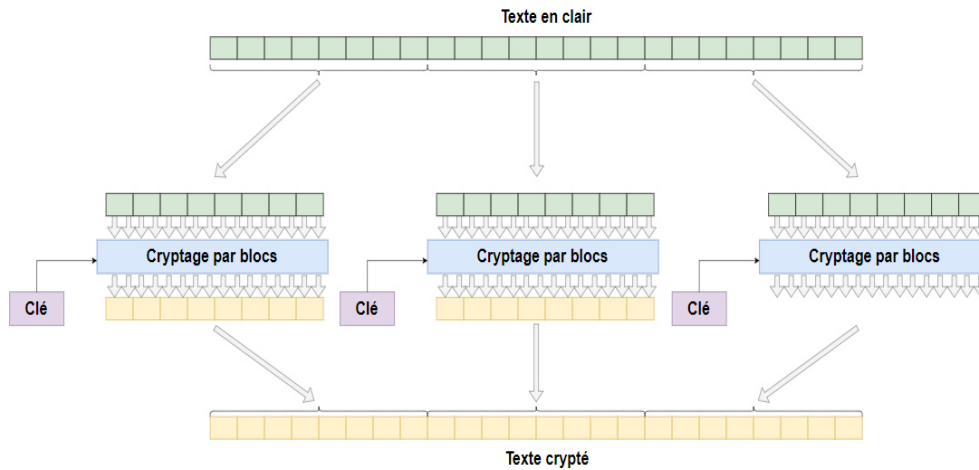 Texte en clair
Cryptage par blocs
Cryptage par blocs
Cryptage par blocs
Clé
Clé
Clé
Texte crypté